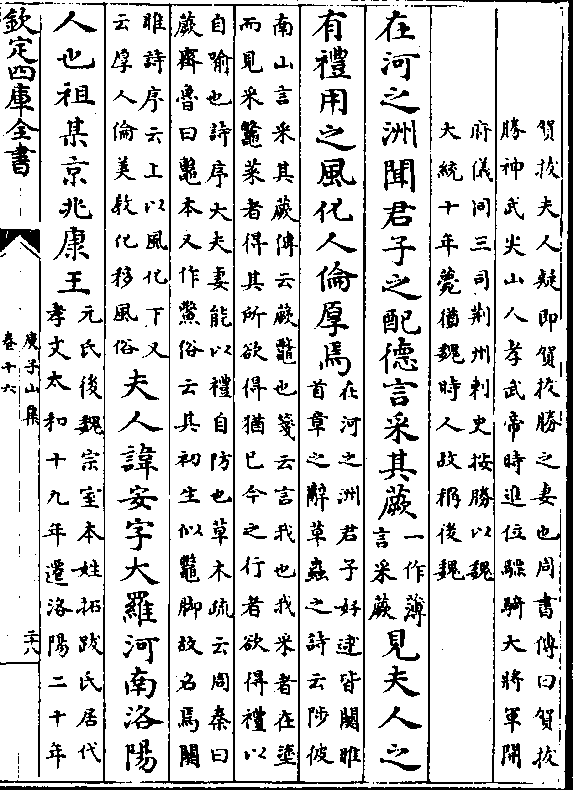 賀拔夫人疑即賀拔勝之妻也周書傳曰賀拔
勝神武尖山人孝武帝時進位驃騎大將軍開
府儀同三司荆州刺史按勝以魏
大統十年薨猶魏時人故稱後魏
在河之洲聞君子之配德言采其蕨
一作薄
言采蕨
見夫人之
有禮用之風化人倫厚焉
在河之洲君子好逑皆關雎
首章之辭草蟲之詩云陟彼
南山言采其蕨傳云蕨鼈也箋云言我也我采者在塗
而見采鼈菜者得其所欲得猶已今之行者欲得禮以
自喻也詩序大夫妻能以禮自防也草木疏云周秦曰
蕨齊魯曰鼈本又作虌俗云其初生似鼈脚故名焉關
雎詩序云上以風化下又
云厚人倫美敎化移風俗
夫人諱安字大羅河南洛陽
人也祖某京兆康王
元氏後魏宗室本姓拓跋氏居代
孝文太和十九年遷洛陽二十年
欽定四庫全書
庾子山集
卷十六
二十八